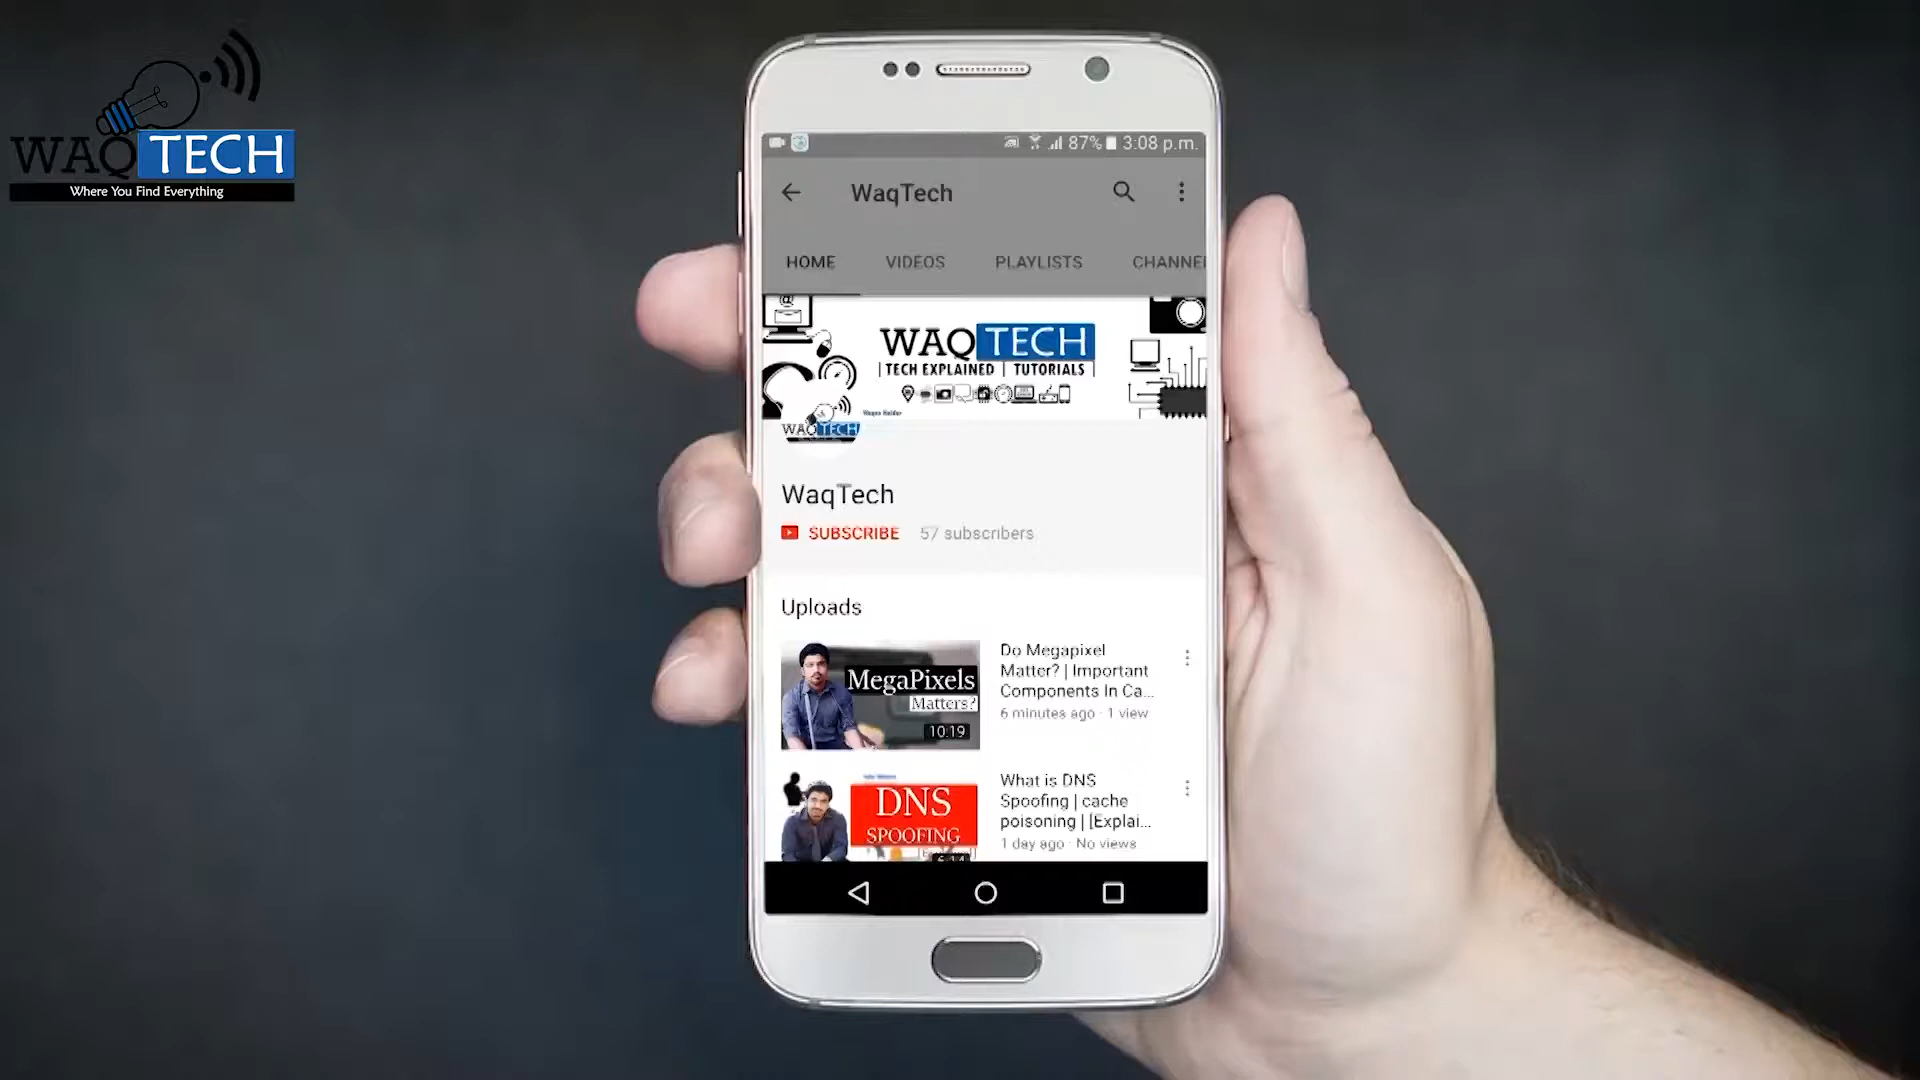 WAQ TECH
Where You Find Everything
87% 3:08 p.m.
WaqTech
HOME VIDEOS PLAYLISTS CHANNE
WAQ TECH
| TECH EXPLAINED | TUTORIALS |
WAQ TECH
WaqTech
SUBSCRIBE 57 subscribers
Uploads
MegaPixels
Matters?
10:19
Do Megapixel
Matter? | Important
Components In Ca...
6 minutes ago · 1 view
DNS
SPOOFING
What is DNS
Spoofing | cache
poisoning | [Explai...
1 day ago · No views